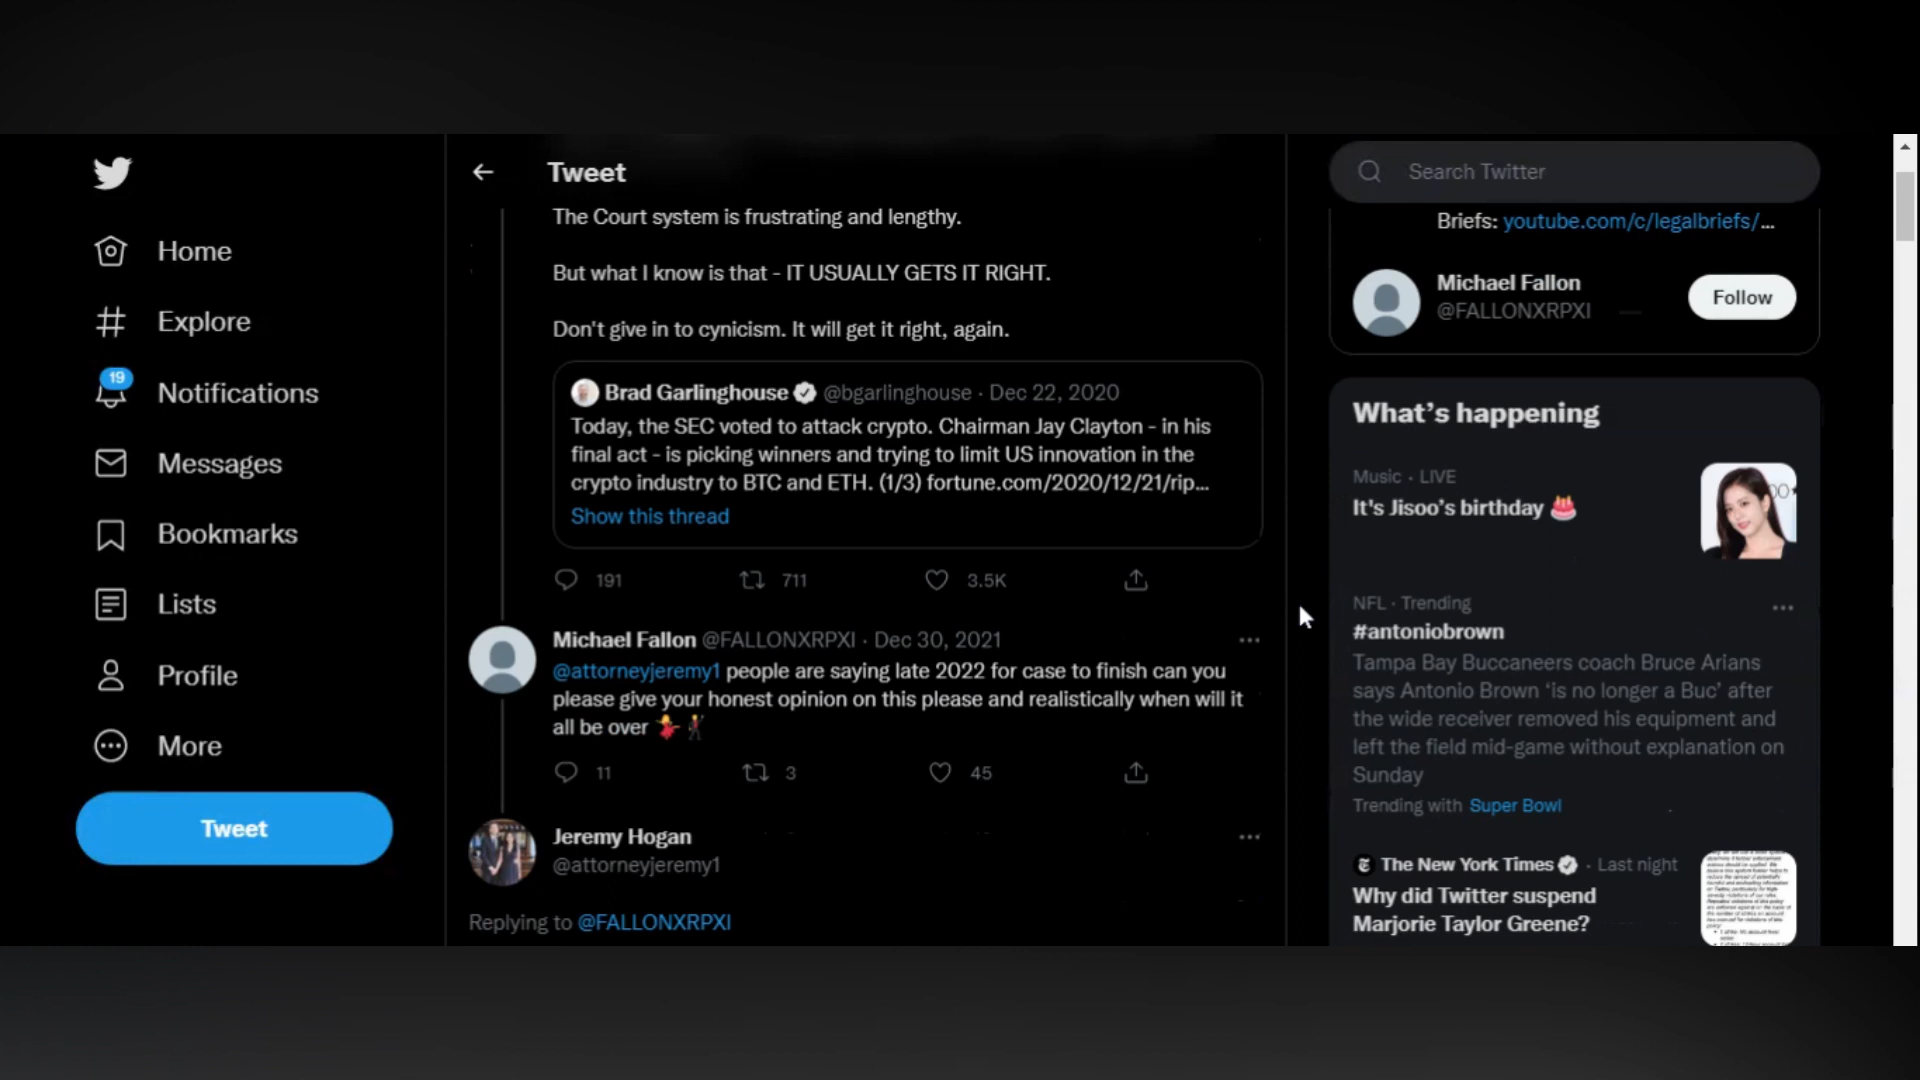 Home
Explore
19
Notifications
Messages
Bookmarks
Lists
Profile
More
Tweet
Tweet
The Court system is frustrating and lengthy.
But what I know is that - IT USUALLY GETS IT RIGHT.
Don't give in to cynicism. It will get it right, again.
Brad Garlinghouse @bgarlinghouse · Dec 22, 2020
Today, the SEC voted to attack crypto. Chairman Jay Clayton - in his
final act - is picking winners and trying to limit US innovation in the
crypto industry to BTC and ETH. (1/3) fortune.com/2020/12/21/rip...
Show this thread
191 711 3.5K
Michael Fallon @FALLONXRPXI · Dec 30, 2021
@attorneyjeremy1 people are saying late 2022 for case to finish can you
please give your honest opinion on this please and realistically when will it
all be over 💃🕺
11 3 45
Jeremy Hogan
@attorneyjeremy1
Replying to @FALLONXRPXI
Search Twitter
Briefs: youtube.com/c/legalbriefs/...
Michael Fallon
@FALLONXRPXI
Follow
What's happening
Music · LIVE
It's Jisoo's birthday 🎂
NFL · Trending
#antoniobrown
Tampa Bay Buccaneers coach Bruce Arians
says Antonio Brown 'is no longer a Buc' after
the wide receiver removed his equipment and
left the field mid-game without explanation on
Sunday
Trending with Super Bowl
The New York Times · Last night
Why did Twitter suspend
Marjorie Taylor Greene?